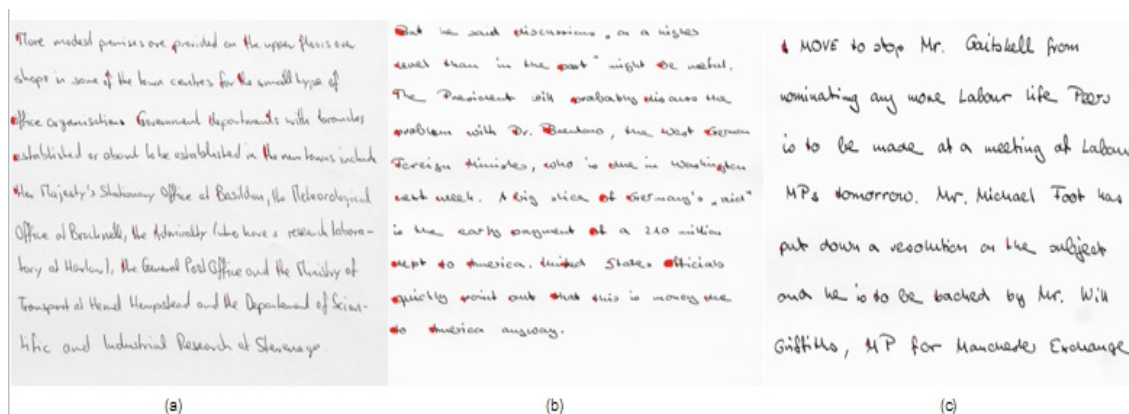 More modest premises are provided on the upper floors over
shops in some of the town centres for the small type of
office organisation. Government departments with branches
established or about to be established in the new towns include
Her Majesty's Stationary Office at Basildon, the Meteorological
Office at Bracknell, the Admiralty (who have a research labora-
tory at Harlow), the General Post Office and the Ministry of
Transport at Hemel Hempstead and the Department of Scien-
tific and Industrial Research at Stevenage.
(a)
But he said discussions „ on a higher
level than in the past " might be useful.
The President will probably discuss the
problem with Dr. Brentano, the West German
Foreign Minister, who is due in Washington
next week. A big slice of Germany's „aid"
is the early payment of a 210 million
dept to America. United States officials
quickly point out that this is money due
to America anyway.
(b)
A MOVE to stop Mr. Gaitskell from
nominating any more Labour life Peers
is to be made at a meeting of Labour
MPs tomorrow. Mr. Michael Foot has
put down a resolution on the subject
and he is to be backed by Mr. Will
Griffiths, MP for Manchester Exchange
(c)